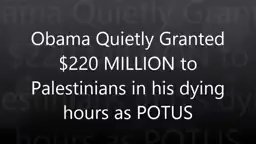 Obama Quietly Granted
$220 MILLION to
Palestinians in his dying
hours as POTUS